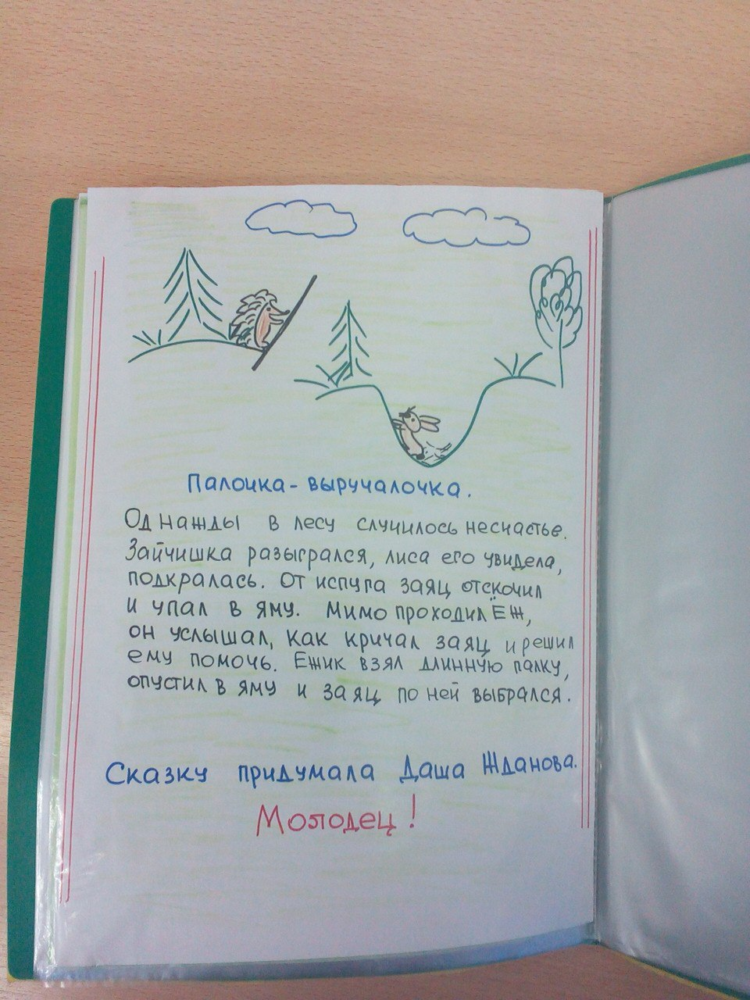 Палочка-выручалочка.
Однажды в лесу случилось несчастье.
Зайчишка разыгрался, лиса его увидела,
подкралась. От испуга заяц отскочил
и упал в яму. Мимо проходил Ёж,
он услышал, как кричал заяц и решил
ему помочь. Ежик взял длинную палку,
опустил в яму и заяц по ней выбрался.
Сказку придумала Даша Жданова.
Молодец!